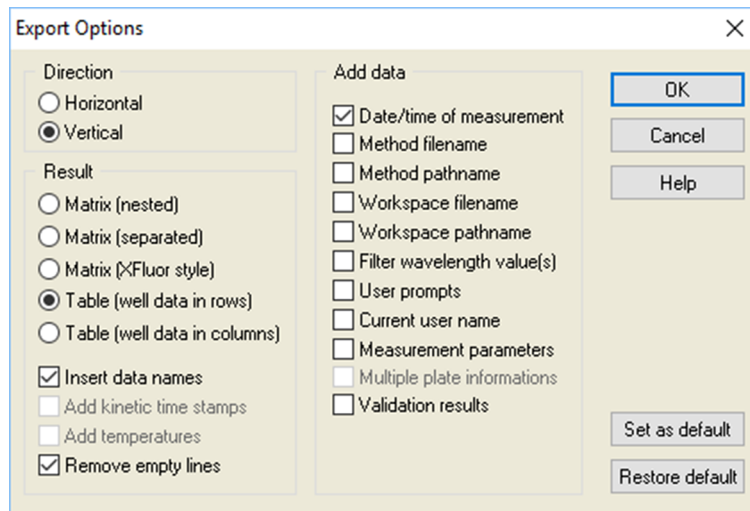 Export Options
Direction
Horizontal
Vertical
Result
Matrix (nested)
Matrix (separated)
Matrix (XFluor style)
Table (well data in rows)
Table (well data in columns)
Insert data names
Add kinetic time stamps
Add temperatures
Remove empty lines
Add data
Date/time of measurement
Method filename
Method pathname
Workspace filename
Workspace pathname
Filter wavelength value(s)
User prompts
Current user name
Measurement parameters
Multiple plate informations
Validation results
OK
Cancel
Help
Set as default
Restore default